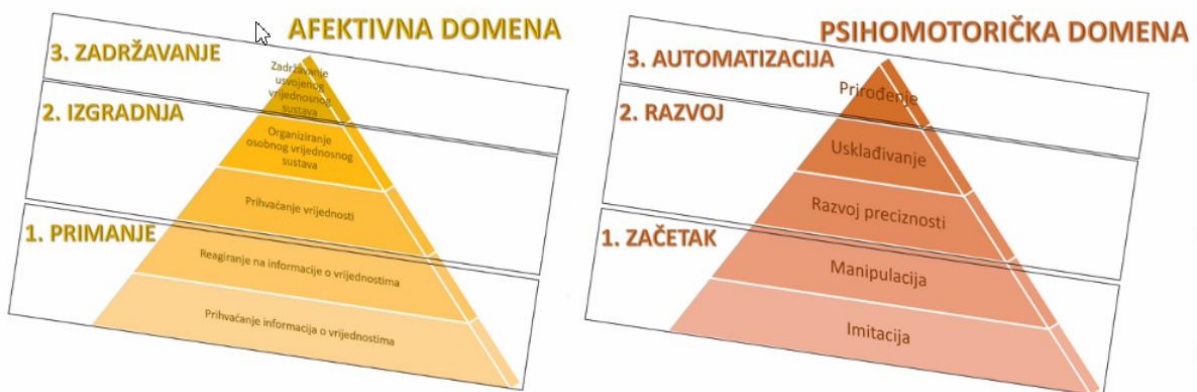 AFEKTIVNA DOMENA
3. ZADRŽAVANJE
Zadržavanje
usvojenog
vrijednosnog
sustava
2. IZGRADNJA
Organiziranje
osobnog vrijednosnog
sustava
Prihvaćanje vrijednosti
1. PRIMANJE
Reagiranje na informacije o vrijednostima
Prihvaćanje informacija o vrijednostima
PSIHOMOTORIČKA DOMENA
3. AUTOMATIZACIJA
Prirođenje
2. RAZVOJ
Usklađivanje
Razvoj preciznosti
1. ZAČETAK
Manipulacija
Imitacija